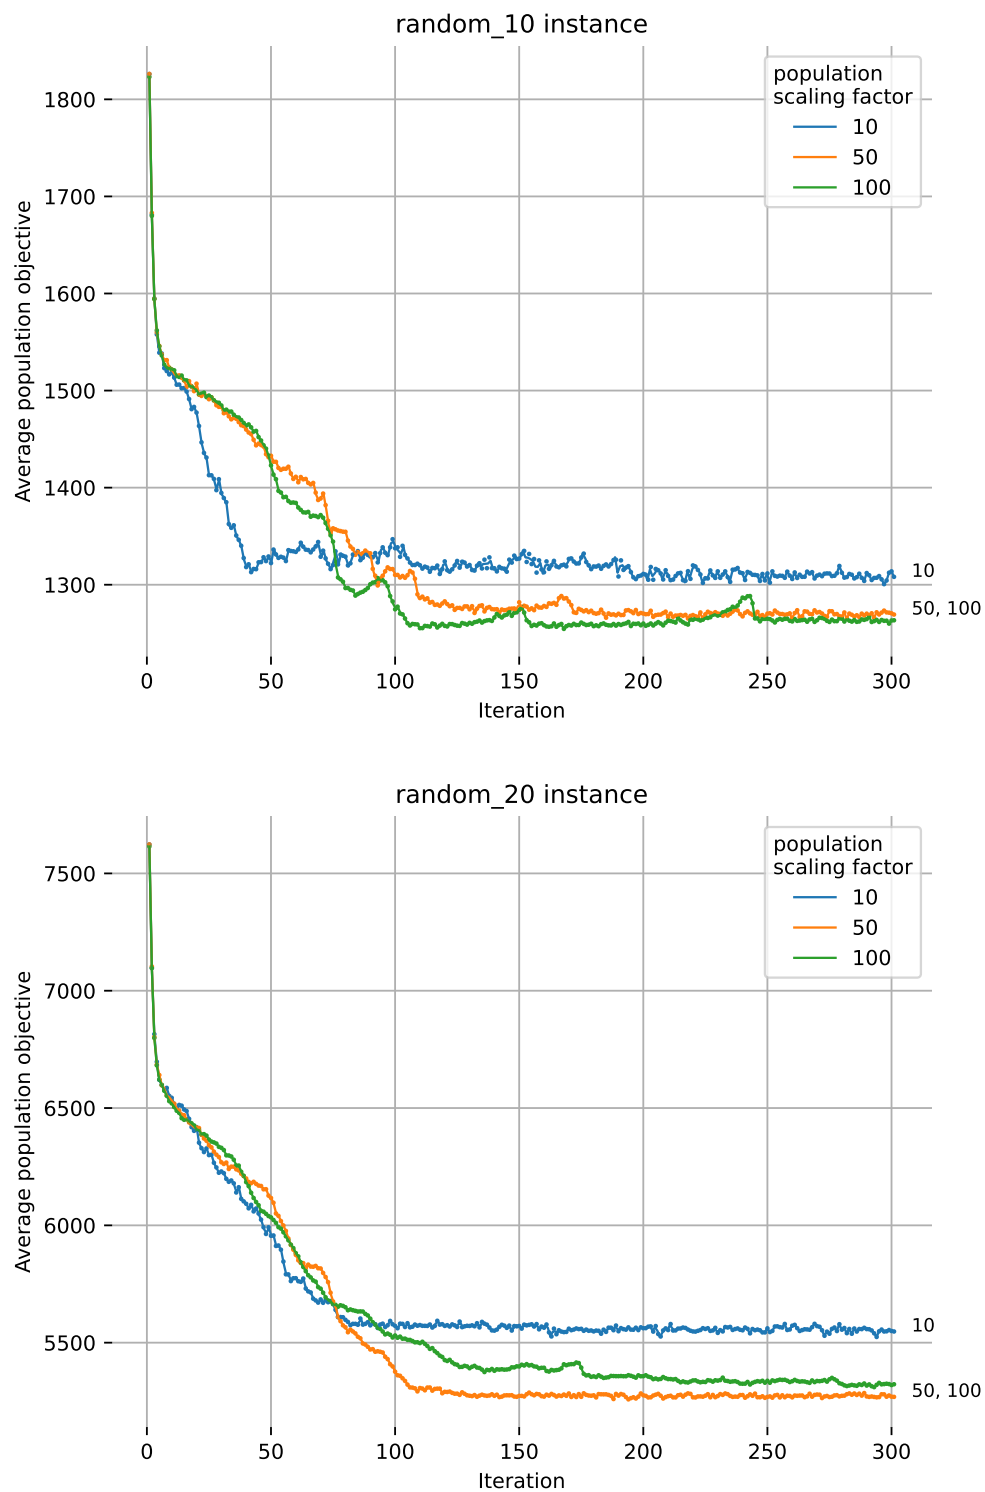 random_10 instance
population
scaling factor
10
50
100
Average population objective
1800
1700
1600
1500
1400
1300
10
50, 100
0 50 100 150 200 250 300
Iteration
random_20 instance
population
scaling factor
10
50
100
Average population objective
7500
7000
6500
6000
5500
10
50, 100
0 50 100 150 200 250 300
Iteration